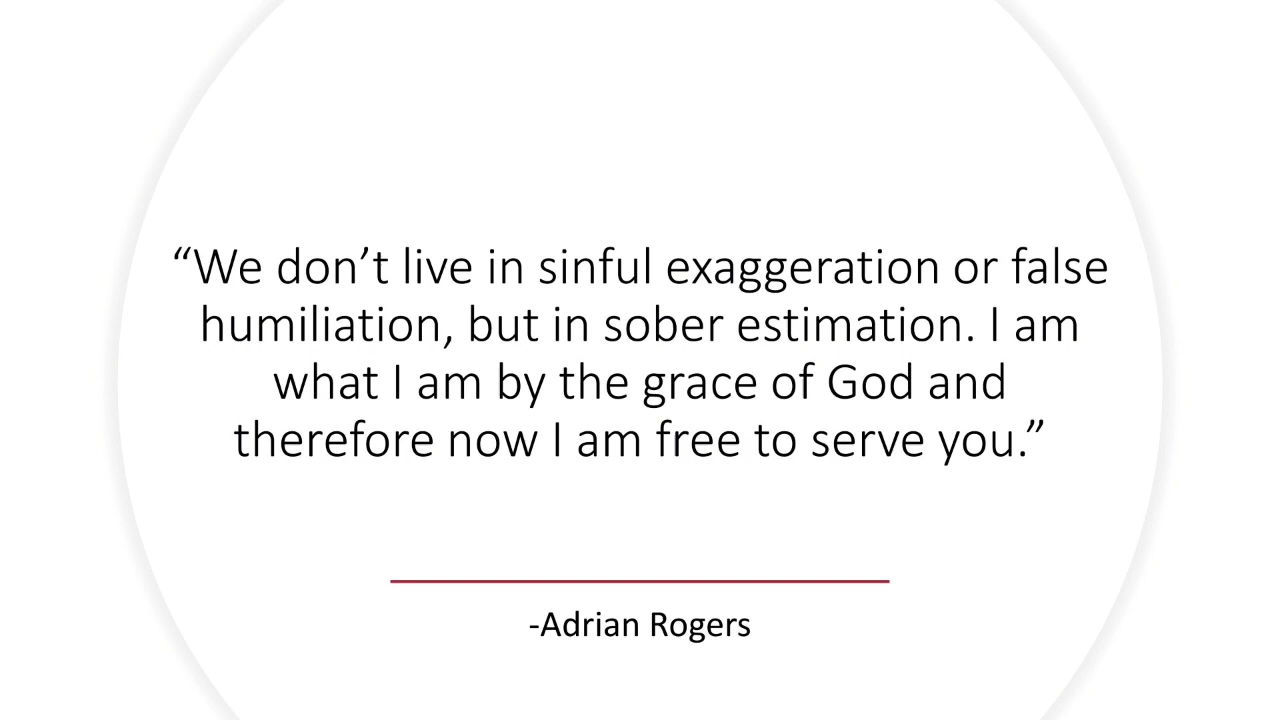 “We don’t live in sinful exaggeration or false
humiliation, but in sober estimation. I am
what I am by the grace of God and
therefore now I am free to serve you.”
-Adrian Rogers